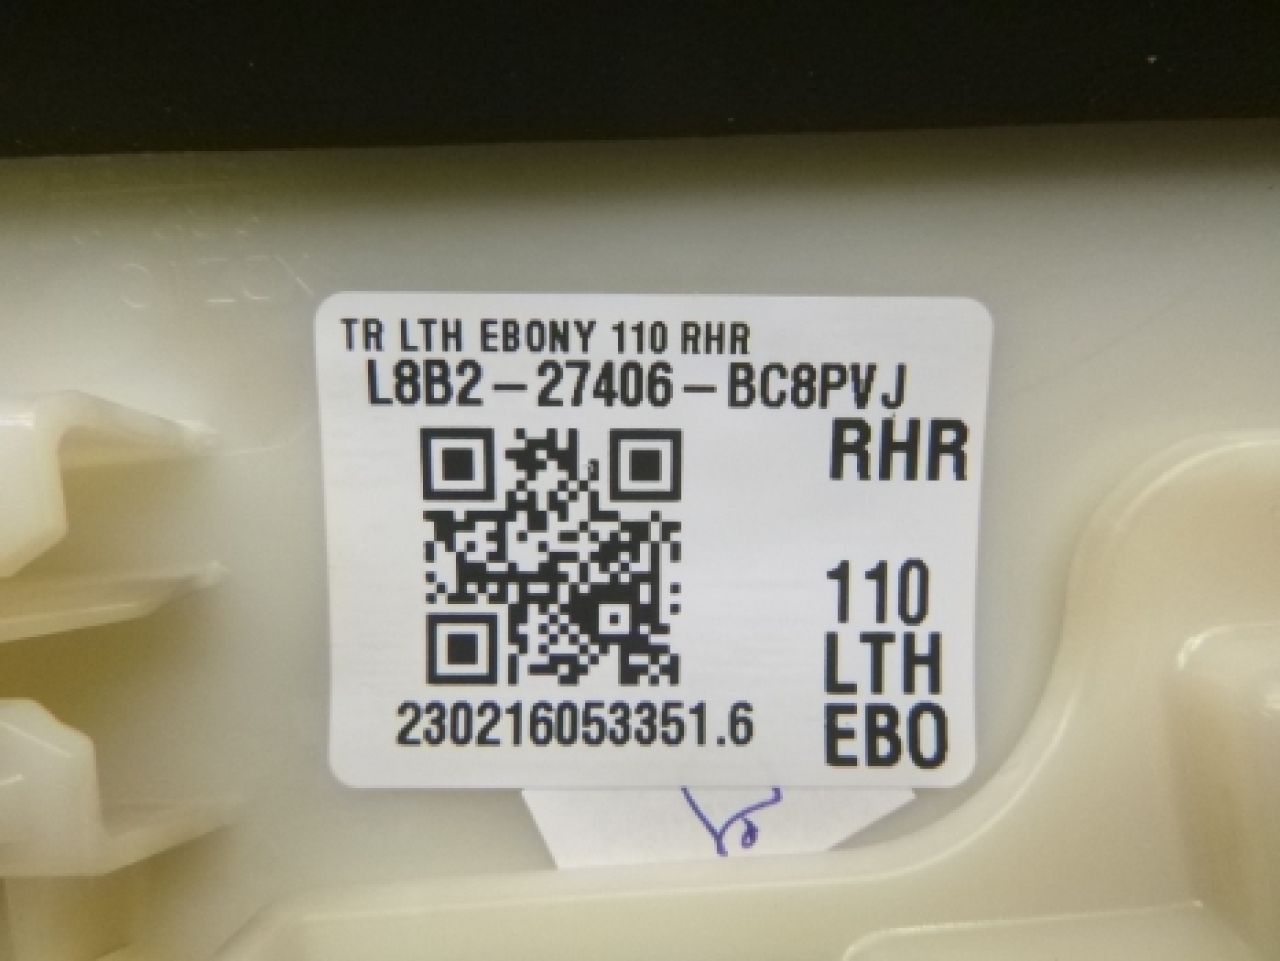 TR LTH EBONY 110 RHR
L8B2-27406-BC8PVJ
RHR
110
LTH
EBO
230216053351.6